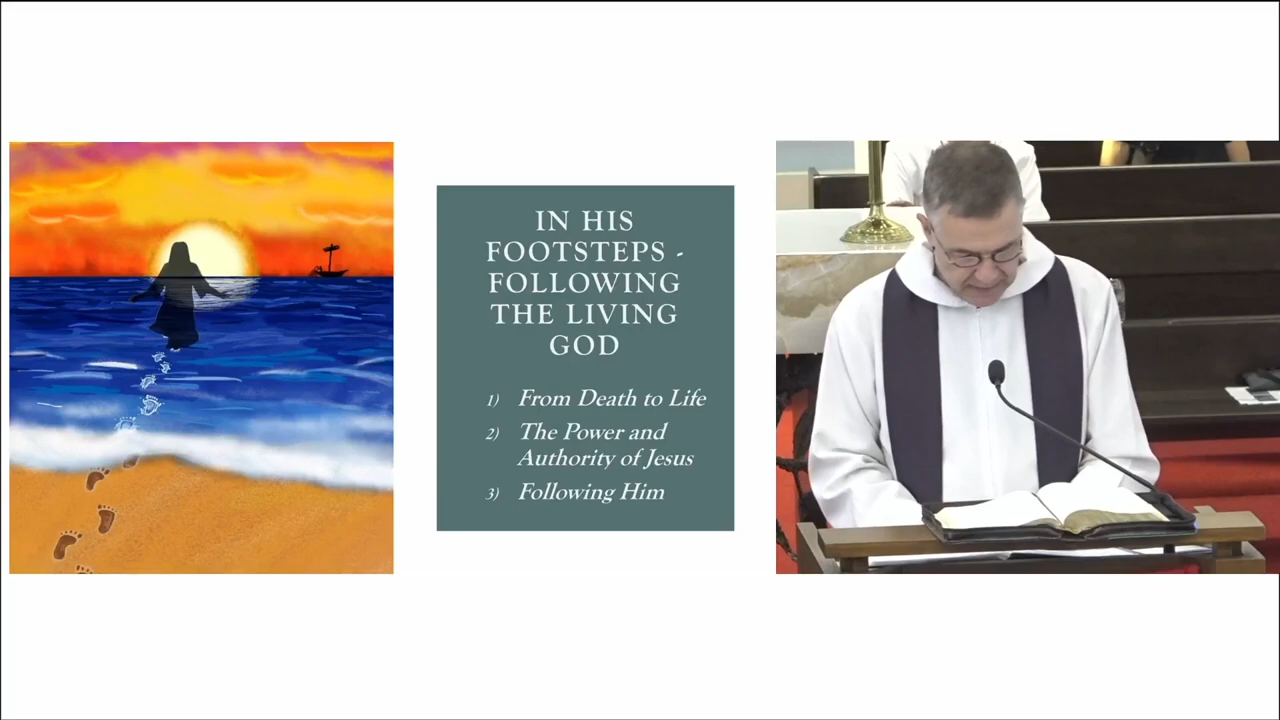 IN HIS
FOOTSTEPS -
FOLLOWING
THE LIVING
GOD
1) From Death to Life
2) The Power and
Authority of Jesus
3) Following Him